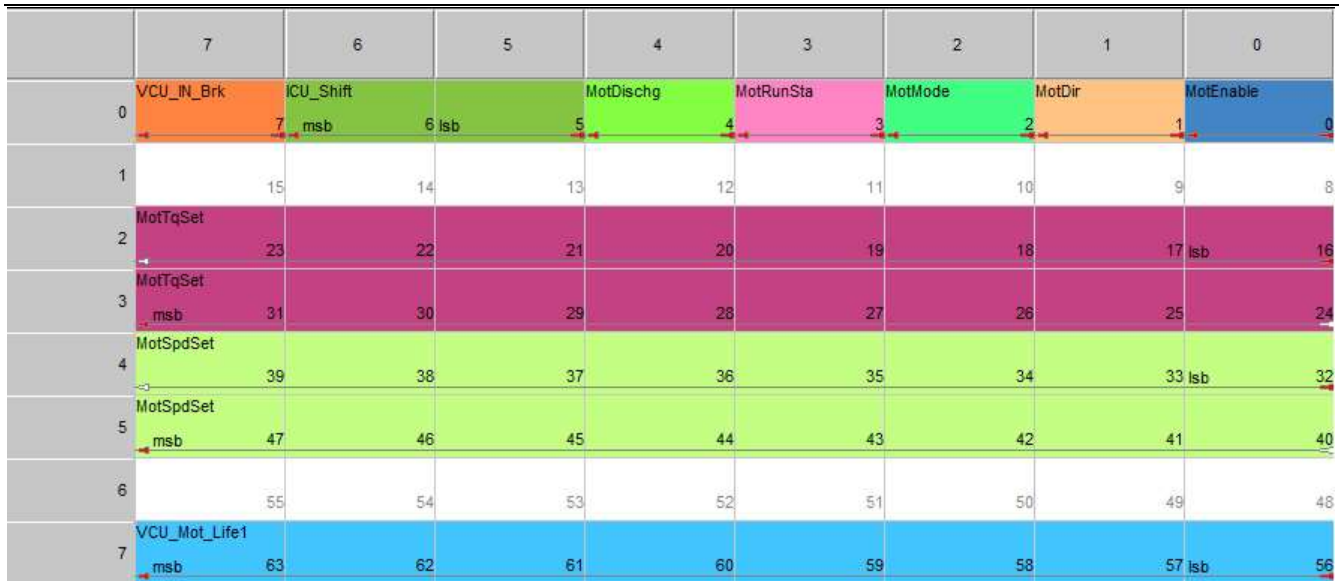 7 6 5 4 3 2 1 0
0 VCU_IN_Brk ICU_Shift MotDischg MotRunSta MotMode MotDir MotEnable
7 msb 6 lsb 5 4 3 2 1 0
1 15 14 13 12 11 10 9 8
MotTqSet
2 23 22 21 20 19 18 17 lsb 16
MotTqSet
3 msb 31 30 29 28 27 26 25 24
MotSpdSet
4 39 38 37 36 35 34 33 lsb 32
MotSpdSet
5 msb 47 46 45 44 43 42 41 40
6 55 54 53 52 51 50 49 48
VCU_Mot_Life1
7 msb 63 62 61 60 59 58 57 lsb 56